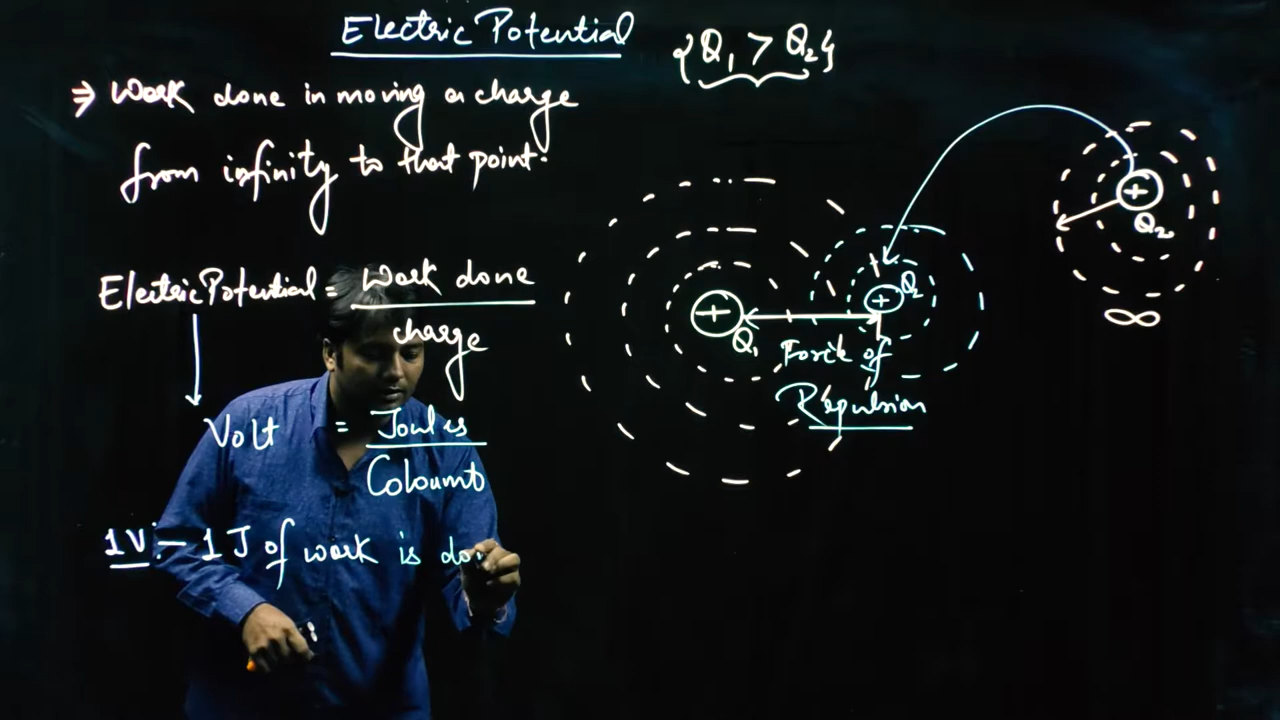 Electric Potential
{Q₁ > Q₂}
⇒ Work done in moving a charge
from infinity to that point.
Electric Potential = Work done
charge
Volt = Joules
Coloumb
1V :- 1 J of work is do
+
Q₁
+
Q₂
Force of
Repulsion
+
Q₂
∞